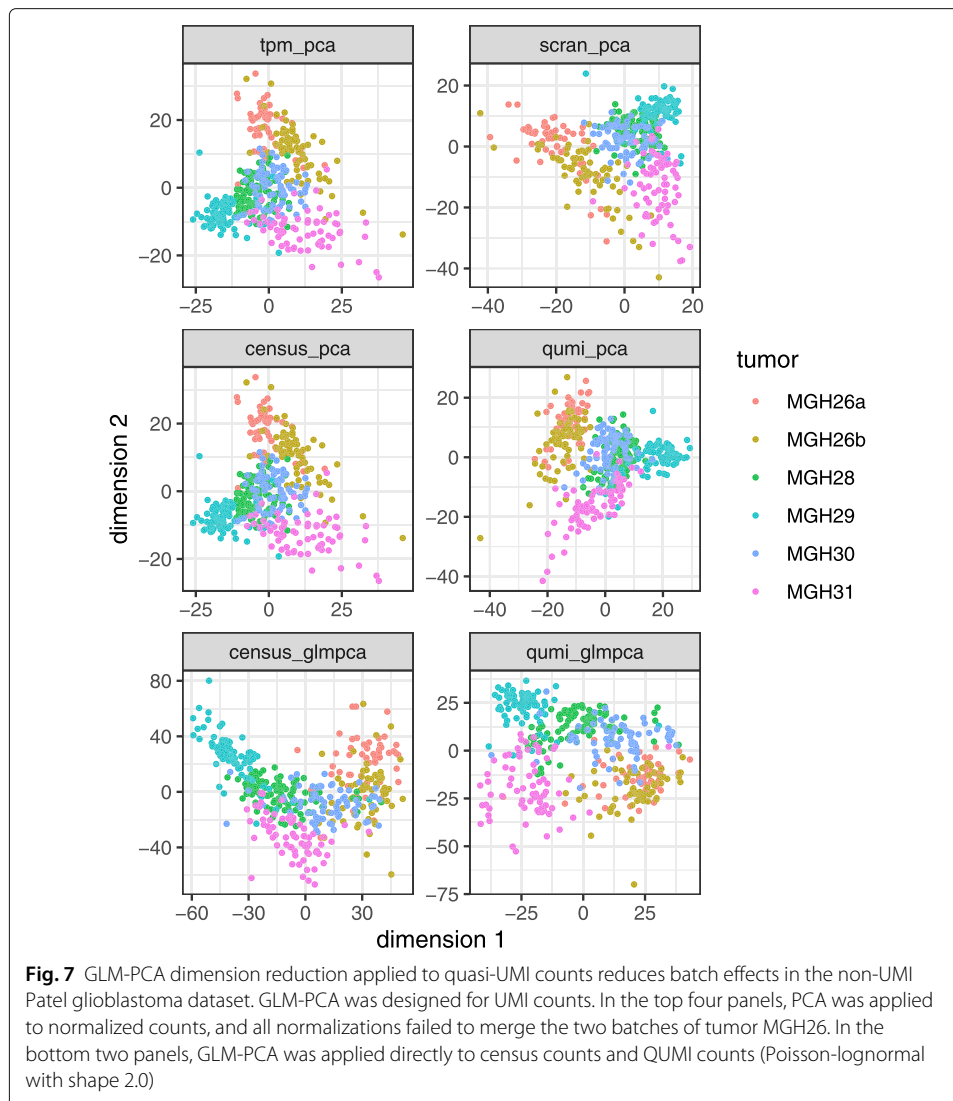 tpm_pca
scran_pca
20
0
−20
−25
0
25
20
0
−20
−40
−40
−20
0
20
census_pca
qumi_pca
20
0
−20
−25
0
25
20
0
−20
−40
−40
−20
0
20
census_glmpca
qumi_glmpca
80
40
0
−40
−60
−30
0
30
25
0
−25
−50
−75
−25
0
25
dimension 2
dimension 1
tumor
MGH26a
MGH26b
MGH28
MGH29
MGH30
MGH31
Fig. 7 GLM-PCA dimension reduction applied to quasi-UMI counts reduces batch effects in the non-UMI
Patel glioblastoma dataset. GLM-PCA was designed for UMI counts. In the top four panels, PCA was applied
to normalized counts, and all normalizations failed to merge the two batches of tumor MGH26. In the
bottom two panels, GLM-PCA was applied directly to census counts and QUMI counts (Poisson-lognormal
with shape 2.0)